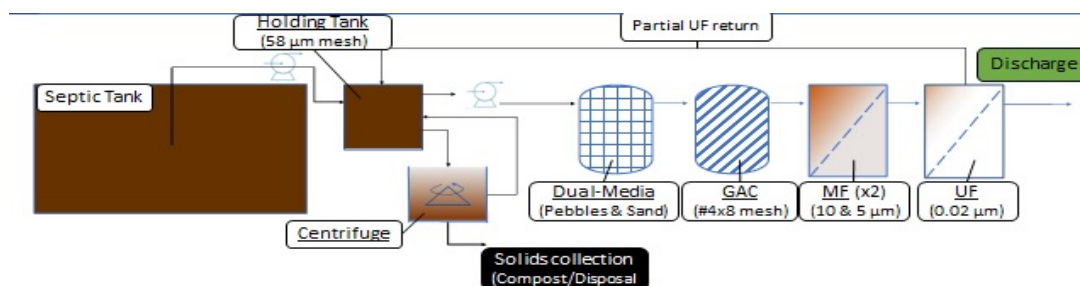 Holding Tank
(58 µm mesh)
Partial UF return
Discharge
Septic Tank
Dual-Media
(Pebbles & Sand)
GAC
(#4x8 mesh)
MF (x2)
(10 & 5 µm)
UF
(0.02 µm)
Centrifuge
Solids collection
(Compost/Disposal